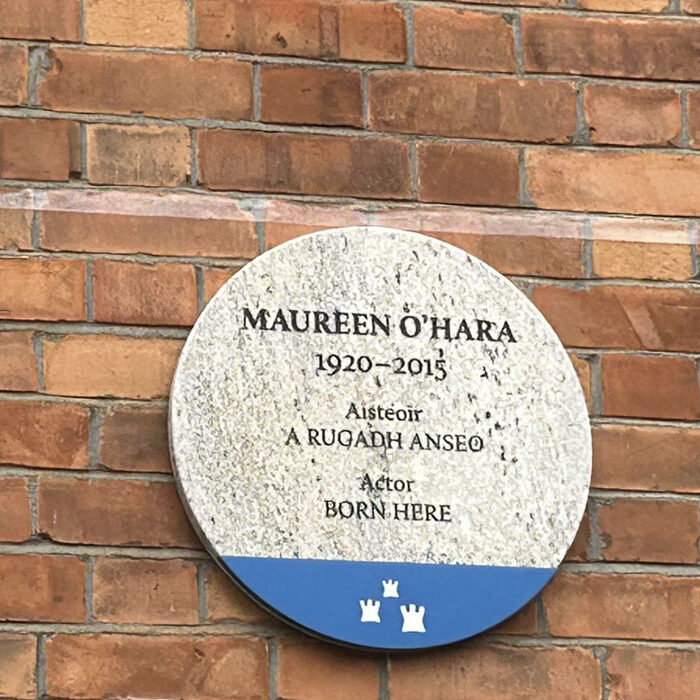 MAUREEN O'HARA
1920–2015
Aisteoir
A RUGADH ANSEO
Actor
BORN HERE